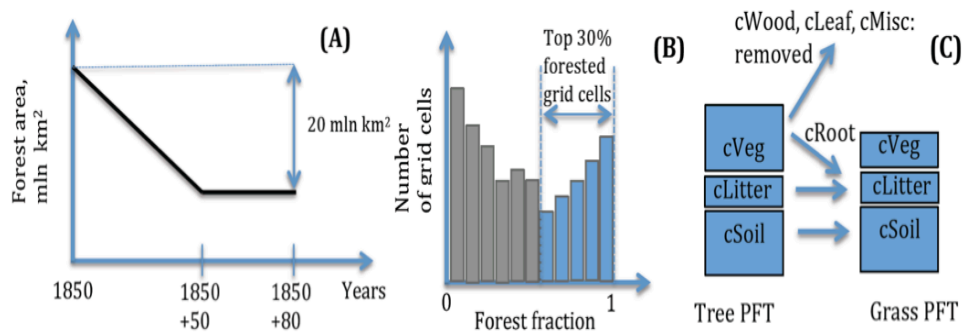 (A)
Forest area,
mln km²
20 mln km²
1850
1850
+50
1850
+80
Years
(B)
Top 30%
forested
grid cells
Number
of grid cells
0
1
Forest fraction
(C)
cWood, cLeaf, cMisc:
removed
cRoot
cVeg
cLitter
cSoil
cVeg
cLitter
cSoil
Tree PFT
Grass PFT